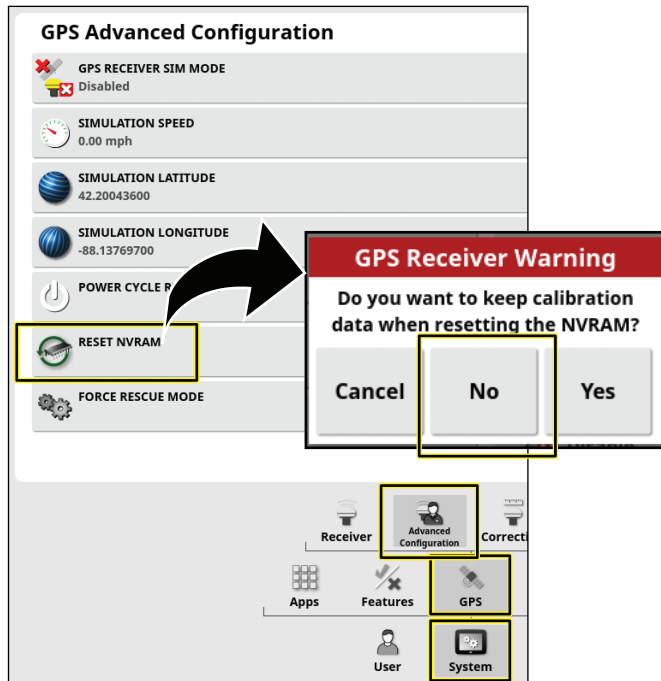 GPS Advanced Configuration
GPS RECEIVER SIM MODE
Disabled
SIMULATION SPEED
0.00 mph
SIMULATION LATITUDE
42.20043600
SIMULATION LONGITUDE
-88.13769700
POWER CYCLE
RESET NVRAM
FORCE RESCUE MODE
GPS Receiver Warning
Do you want to keep calibration
data when resetting the NVRAM?
Cancel
No
Yes
Receiver
Advanced
Configuration
Correcti
Apps
Features
GPS
User
System